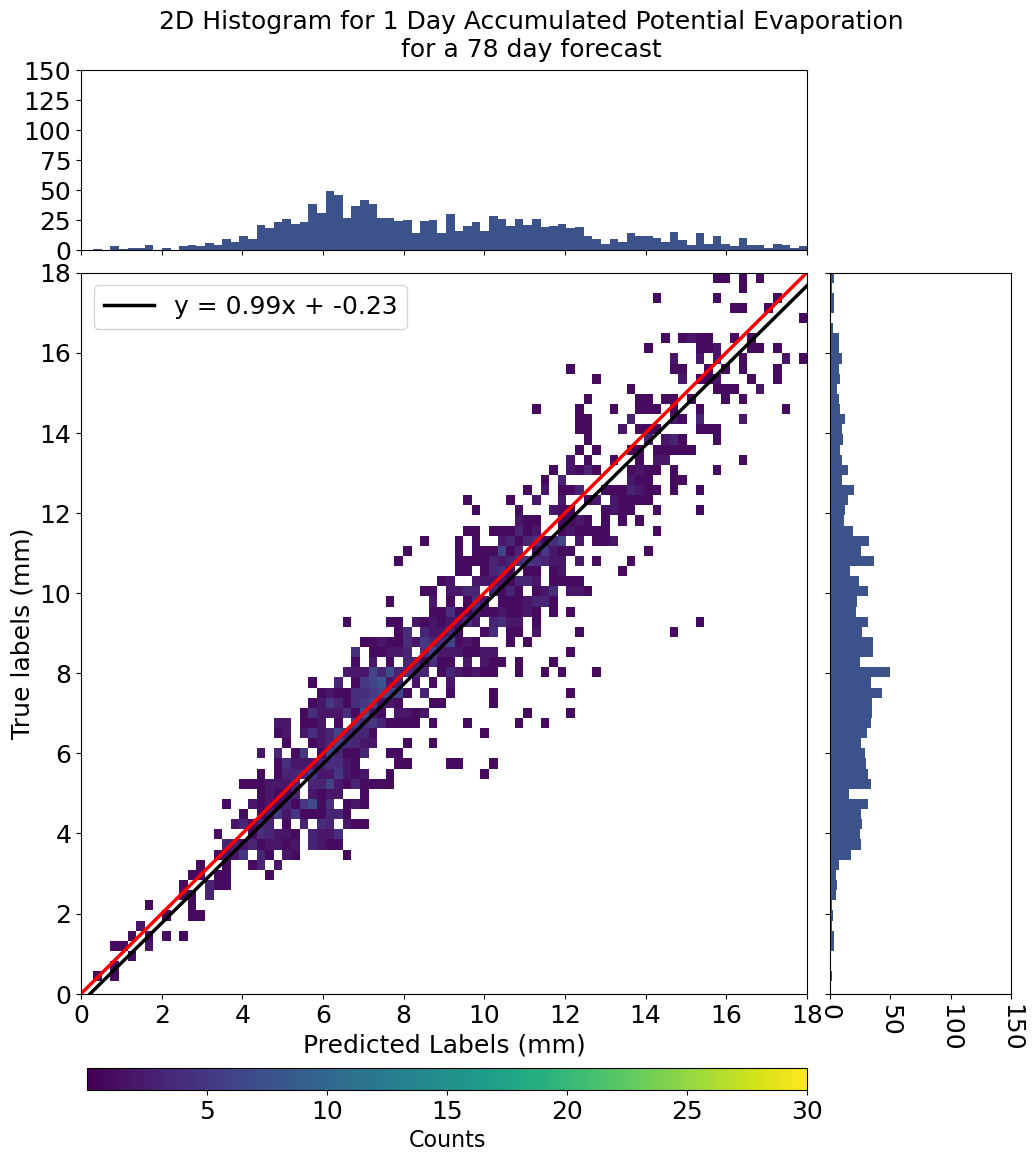 2D Histogram for 1 Day Accumulated Potential Evaporation
for a 78 day forecast
150
125
100
75
50
25
0
18
16
14
12
10
8
6
4
2
0
True labels (mm)
y = 0.99x + -0.23
0 2 4 6 8 10 12 14 16 18
Predicted Labels (mm)
0 50 100 150
5 10 15 20 25 30
Counts